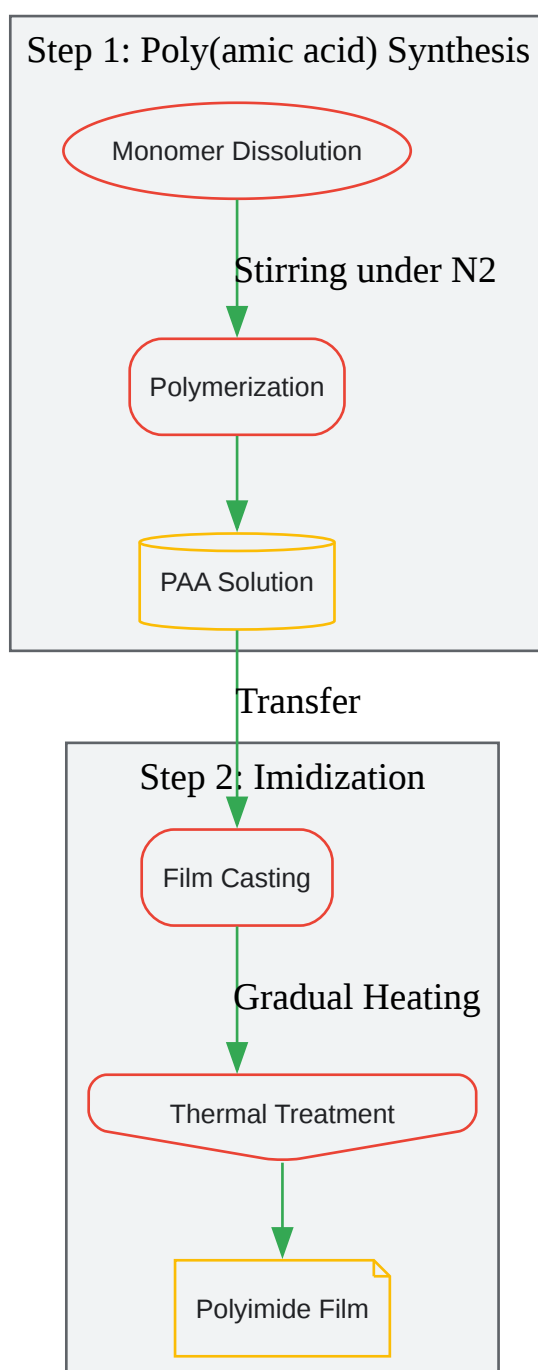 Step 1: Poly(amic acid) Synthesis
Monomer Dissolution
Stirring under N2
Polymerization
PAA Solution
Transfer
Step 2: Imidization
Film Casting
Gradual Heating
Thermal Treatment
Polyimide Film